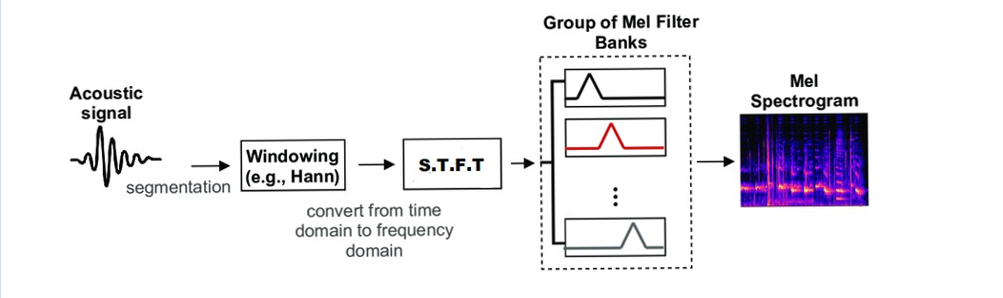 Acoustic
signal
segmentation
Windowing
(e.g., Hann)
S.T.F.T
convert from time
domain to frequency
domain
Group of Mel Filter
Banks
Mel
Spectrogram